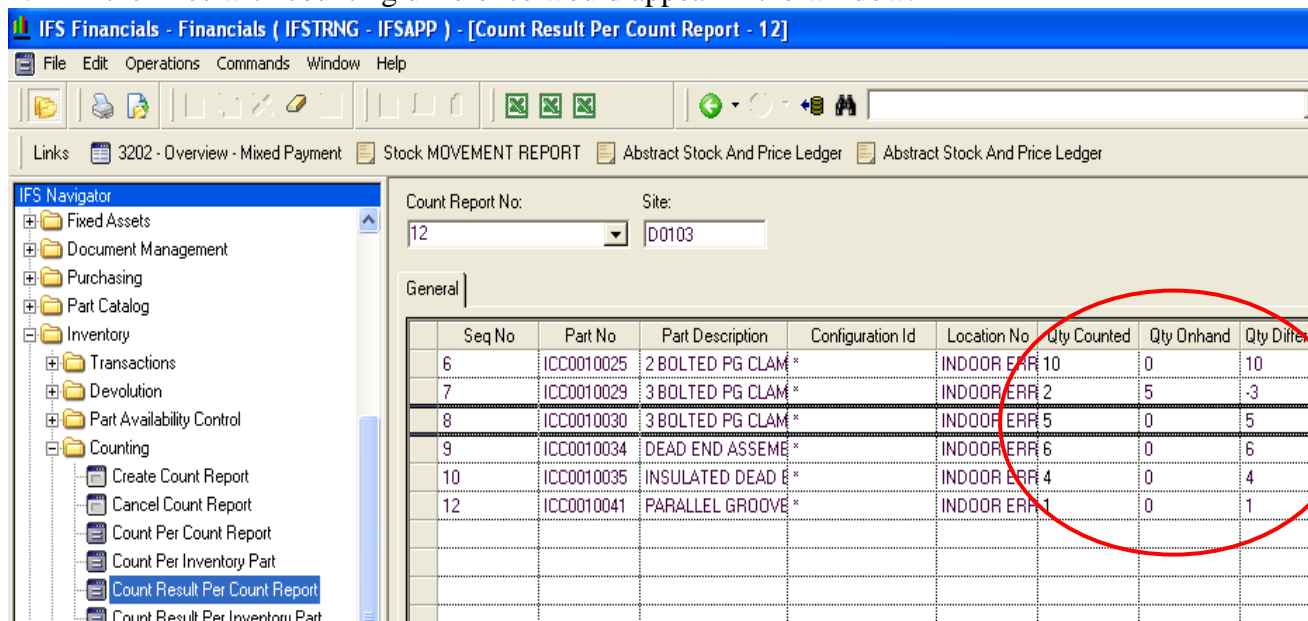 IFS Financials - Financials ( IFSTRNG - IFSAPP ) - [Count Result Per Count Report - 12]
File Edit Operations Commands Window Help
Links 3202 - Overview - Mixed Payment Stock MOVEMENT REPORT Abstract Stock And Price Ledger Abstract Stock And Price Ledger
IFS Navigator
Fixed Assets
Document Management
Purchasing
Part Catalog
Inventory
Transactions
Devolution
Part Availability Control
Counting
Create Count Report
Cancel Count Report
Count Per Count Report
Count Per Inventory Part
Count Result Per Count Report
Count Result Per Inventory Part
Count Report No: Site:
12 D0103
General
Seq No Part No Part Description Configuration Id Location No Qty Counted Qty Onhand Qty Differ
6 ICC0010025 2 BOLTED PG CLAM * INDOOR ERR 10 0 10
7 ICC0010029 3 BOLTED PG CLAM * INDOOR ERR 2 5 -3
8 ICC0010030 3 BOLTED PG CLAM * INDOOR ERR 5 0 5
9 ICC0010034 DEAD END ASSEME * INDOOR ERR 6 0 6
10 ICC0010035 INSULATED DEAD E * INDOOR ERR 4 0 4
12 ICC0010041 PARALLEL GROOVE * INDOOR ERR 1 0 1